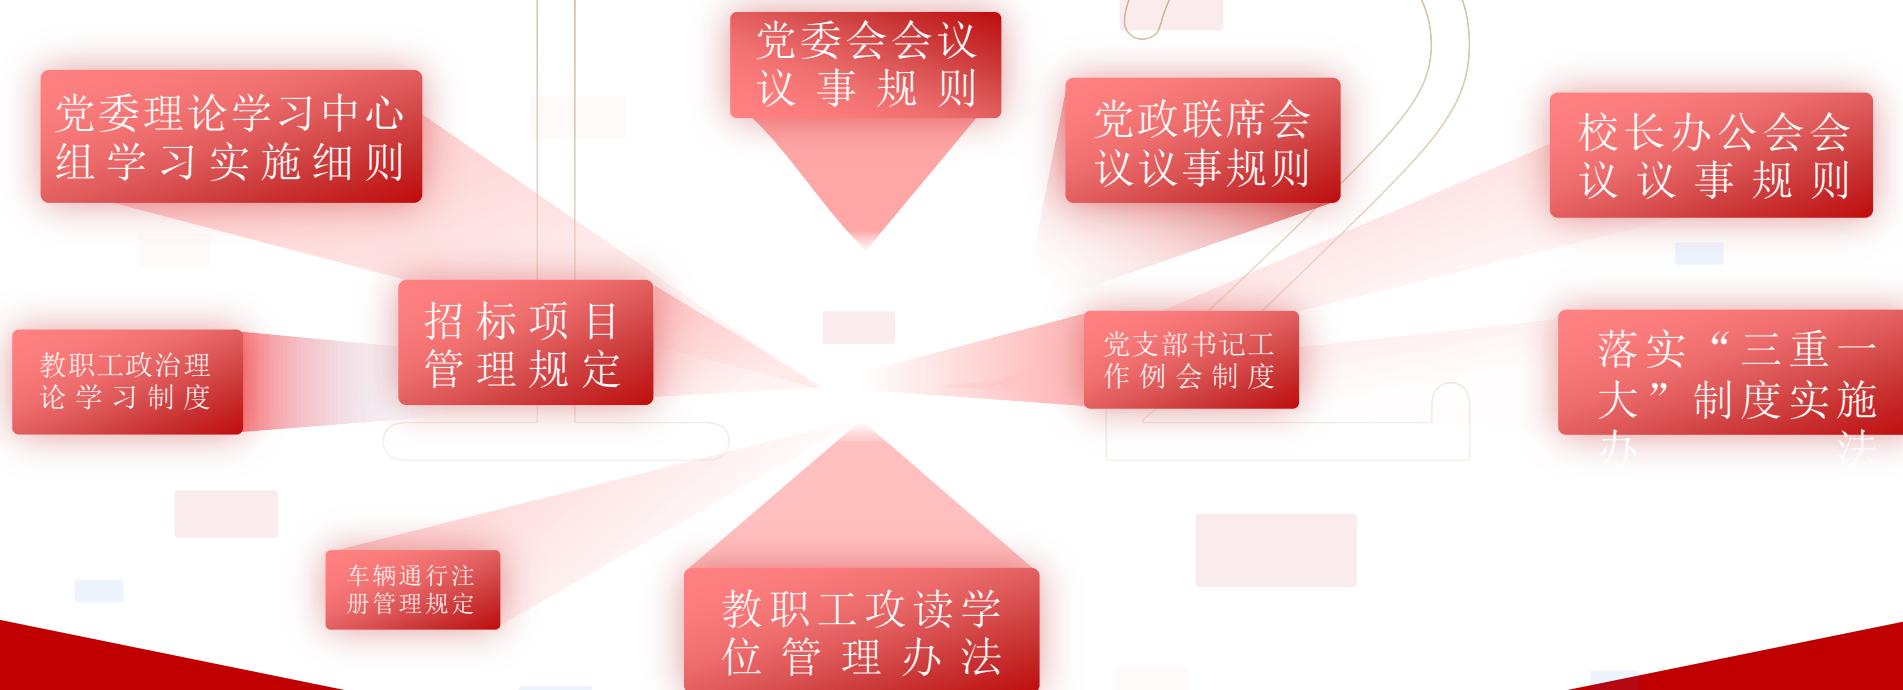 党委会会议
议事规则
党委理论学习中心
组学习实施细则
党政联席会
议议事规则
校长办公会会
议议事规则
招标项目
管理规定
教职工政治理
论学习制度
党支部书记工
作例会制度
落实“三重一
大”制度实施
办法
车辆通行注
册管理规定
教职工攻读学
位管理办法